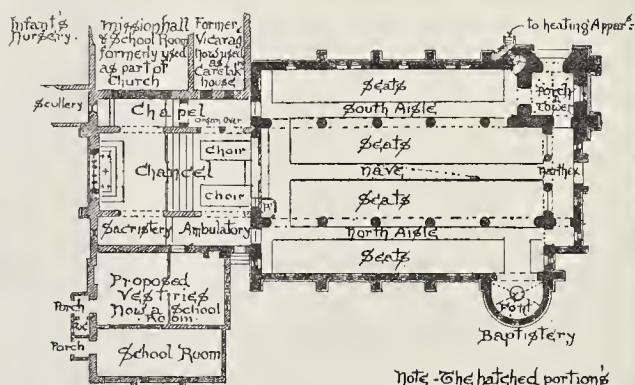 Infant's
Nursery.
Mission hall
& School Room
formerly used
as part of
Church
Former
Vicarage
now used
as
Caretk's
house
to heating Appar's:
Scullery
Chapel
Organ Over
Seats
South Aisle
Porch
&
Tower
Chancel
Choir
Choir
Seats
Nave
Seats
Narthex
P.
Sacristery
Ambulatory
North Aisle
Seats
Proposed
Vestries
Now a School
Room
Porch
W.C.
Porch
School Room
Font
Baptistery
Note - The hatched portion's